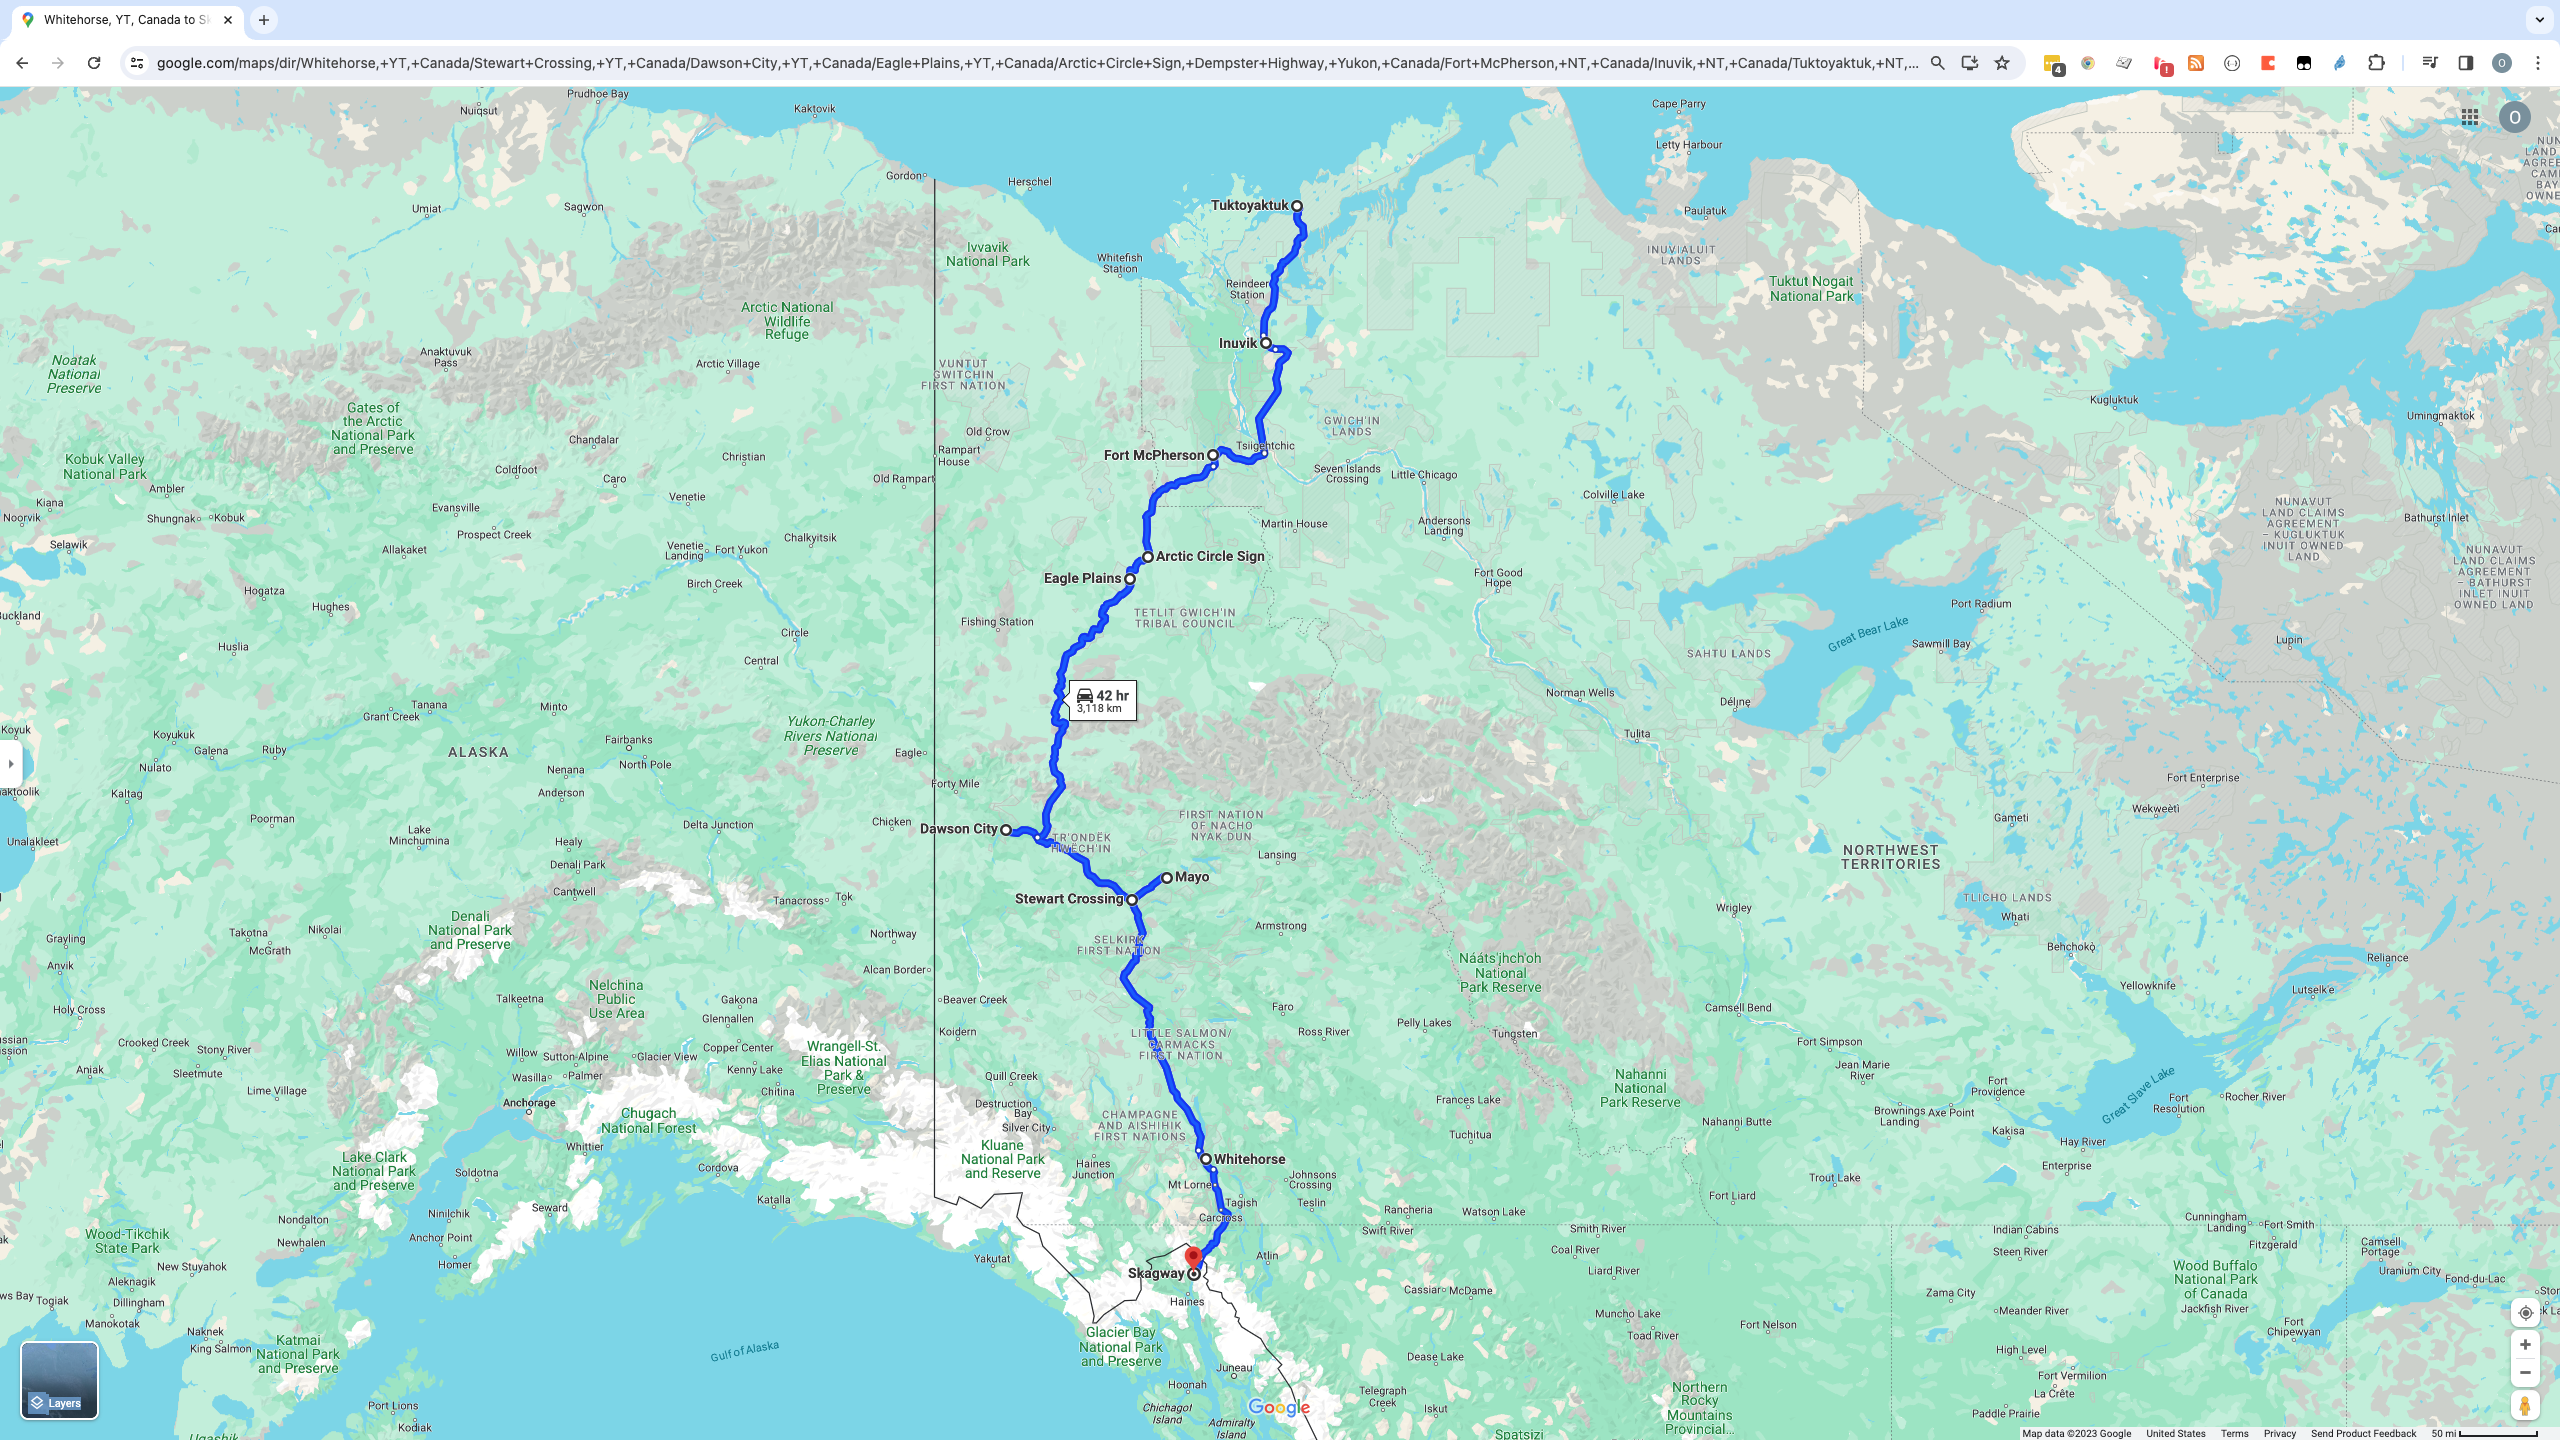 Whitehorse, YT, Canada to Sk
google.com/maps/dir/Whitehorse,+YT,+Canada/Stewart+Crossing,+YT,+Canada/Dawson+City,+YT,+Canada/Eagle+Plains,+YT,+Canada/Arctic+Circle+Sign,+Dempster+Highway,+Yukon,+Canada/Fort+McPherson,+NT,+Canada/Inuvik,+NT,+Canada/Tuktoyaktuk,+NT,...
4
O
Prudhoe Bay
Nuiqsut
Kaktovik
Cape Parry
Letty Harbour
O
Gordon
Herschel
Umiat
Sagwon
Tuktoyaktuk
Paulatuk
Ivvavik
National Park
Whitefish
Station
INUVIALUIT
LANDS
Reindeer
Station
Tuktut Nogait
National Park
Arctic National
Wildlife
Refuge
Noatak
National
Preserve
Anaktuvuk
Pass
Arctic Village
VUNTUT
GWITCHIN
FIRST NATION
Inuvik
Kugluktuk
Umingmaktok
Gates of
the Arctic
National Park
and Preserve
GWICH'IN
LANDS
Old Crow
Chandalar
Tsiigehtchic
Kobuk Valley
National Park
Coldfoot
Christian
Rampart
House
Fort McPherson
Seven Islands
Crossing
Little Chicago
Caro
Old Rampart
Ambler
Kiana
Noorvik
Shungnak
Kobuk
Evansville
Venetie
Colville Lake
NUNAVUT
LAND CLAIMS
AGREEMENT
– KUGLUKTUK
INUIT OWNED
LAND
Martin House
Andersons
Landing
Bathurst Inlet
Prospect Creek
Chalkyitsik
Selawik
Allakaket
Venetie
Landing
Fort Yukon
Arctic Circle Sign
NUNAVUT
LAND CLAIMS
AGREEMENT
– BATHURST
INLET INUIT
OWNED LAND
Eagle Plains
Fort Good
Hope
Birch Creek
Hogatza
Hughes
Buckland
Port Radium
TETLIT GWICH'IN
TRIBAL COUNCIL
Fishing Station
Circle
Great Bear Lake
Lupin
Sawmill Bay
Huslia
SAHTU LANDS
Central
42 hr
3,118 km
Norman Wells
Délı̨nę
Tanana
Grant Creek
Minto
Yukon-Charley
Rivers National
Preserve
Koyuk
Koyukuk
Galena
Ruby
Fairbanks
North Pole
Tulita
ALASKA
Eagle
Nulato
Nenana
Fort Enterprise
Forty Mile
Kaltag
Anderson
Wekweètì
Gameti
FIRST NATION
OF NACHO
NYAK DUN
Poorman
Chicken
Delta Junction
Dawson City
TR'ONDËK
HWËCH'IN
Lake
Minchumina
Unalakleet
Healy
Denali Park
Lansing
NORTHWEST
TERRITORIES
Mayo
Cantwell
Tanacross
Tok
Stewart Crossing
TLICHO LANDS
Whati
Wrigley
Denali
National Park
and Preserve
Takotna
McGrath
Nikolai
Northway
Armstrong
Grayling
SELKIRK
FIRST NATION
Behchokǫ̀
Anvik
Alcan Border
Náátsʼįhchʼoh
National
Park Reserve
Reliance
Yellowknife
Lutselk'e
Nelchina
Public
Use Area
Talkeetna
Gakona
Glennallen
Beaver Creek
Faro
Camsell Bend
Holy Cross
Koidern
LITTLE SALMON/
CARMACKS
FIRST NATION
Ross River
Pelly Lakes
Tungsten
Crooked Creek
Stony River
Willow
Sutton-Alpine
Glacier View
Copper Center
Wrangell-St.
Elias National
Park &
Preserve
Fort Simpson
Aniak
Sleetmute
Wasilla
Palmer
Kenny Lake
Lime Village
Chitina
Quill Creek
Jean Marie
River
Nahanni
National
Park Reserve
Fort
Providence
Great Slave Lake
Fort
Resolution
Rocher River
Anchorage
Chugach
National Forest
Destruction
Bay
Silver City
CHAMPAGNE
AND AISHIHIK
FIRST NATIONS
Frances Lake
Nahanni Butte
Brownings
Landing
Axe Point
Kakisa
Hay River
Tuchitua
Whittier
Kluane
National Park
and Reserve
Lake Clark
National Park
and Preserve
Soldotna
Cordova
Haines
Junction
Whitehorse
Enterprise
Johnsons
Crossing
Trout Lake
Mt Lorne
Katalla
Tagish
Teslin
Fort Liard
Seward
Ninilchik
Carcross
Rancheria
Watson Lake
Nondalton
Newhalen
Anchor Point
Swift River
Smith River
Cunningham
Landing
Fort Smith
Fitzgerald
Indian Cabins
Wood-Tikchik
State Park
Yakutat
Atlin
Coal River
Steen River
Camsell
Portage
Homer
New Stuyahok
Skagway
Liard River
Wood Buffalo
National Park
of Canada
Uranium City
Fond-du-Lac
Aleknagik
Togiak
Dillingham
Haines
Cassiar
McDame
Zama City
Manokotak
Muncho Lake
Toad River
Meander River
Jackfish River
Naknek
King Salmon
Katmai
National Park
and Preserve
Glacier Bay
National Park
and Preserve
Fort Nelson
Fort
Chipewyan
Gulf of Alaska
Dease Lake
High Level
Juneau
Hoonah
Fort Vermilion
La Crête
Telegraph
Creek
Layers
Port Lions
Kodiak
Chichagof
Island
Google
Iskut
Northern
Rocky
Mountains
Provincial...
Paddle Prairie
Admiralty
Island
Spatsizi
Map data ©2023 Google
United States
Terms
Privacy
Send Product Feedback
50 mi